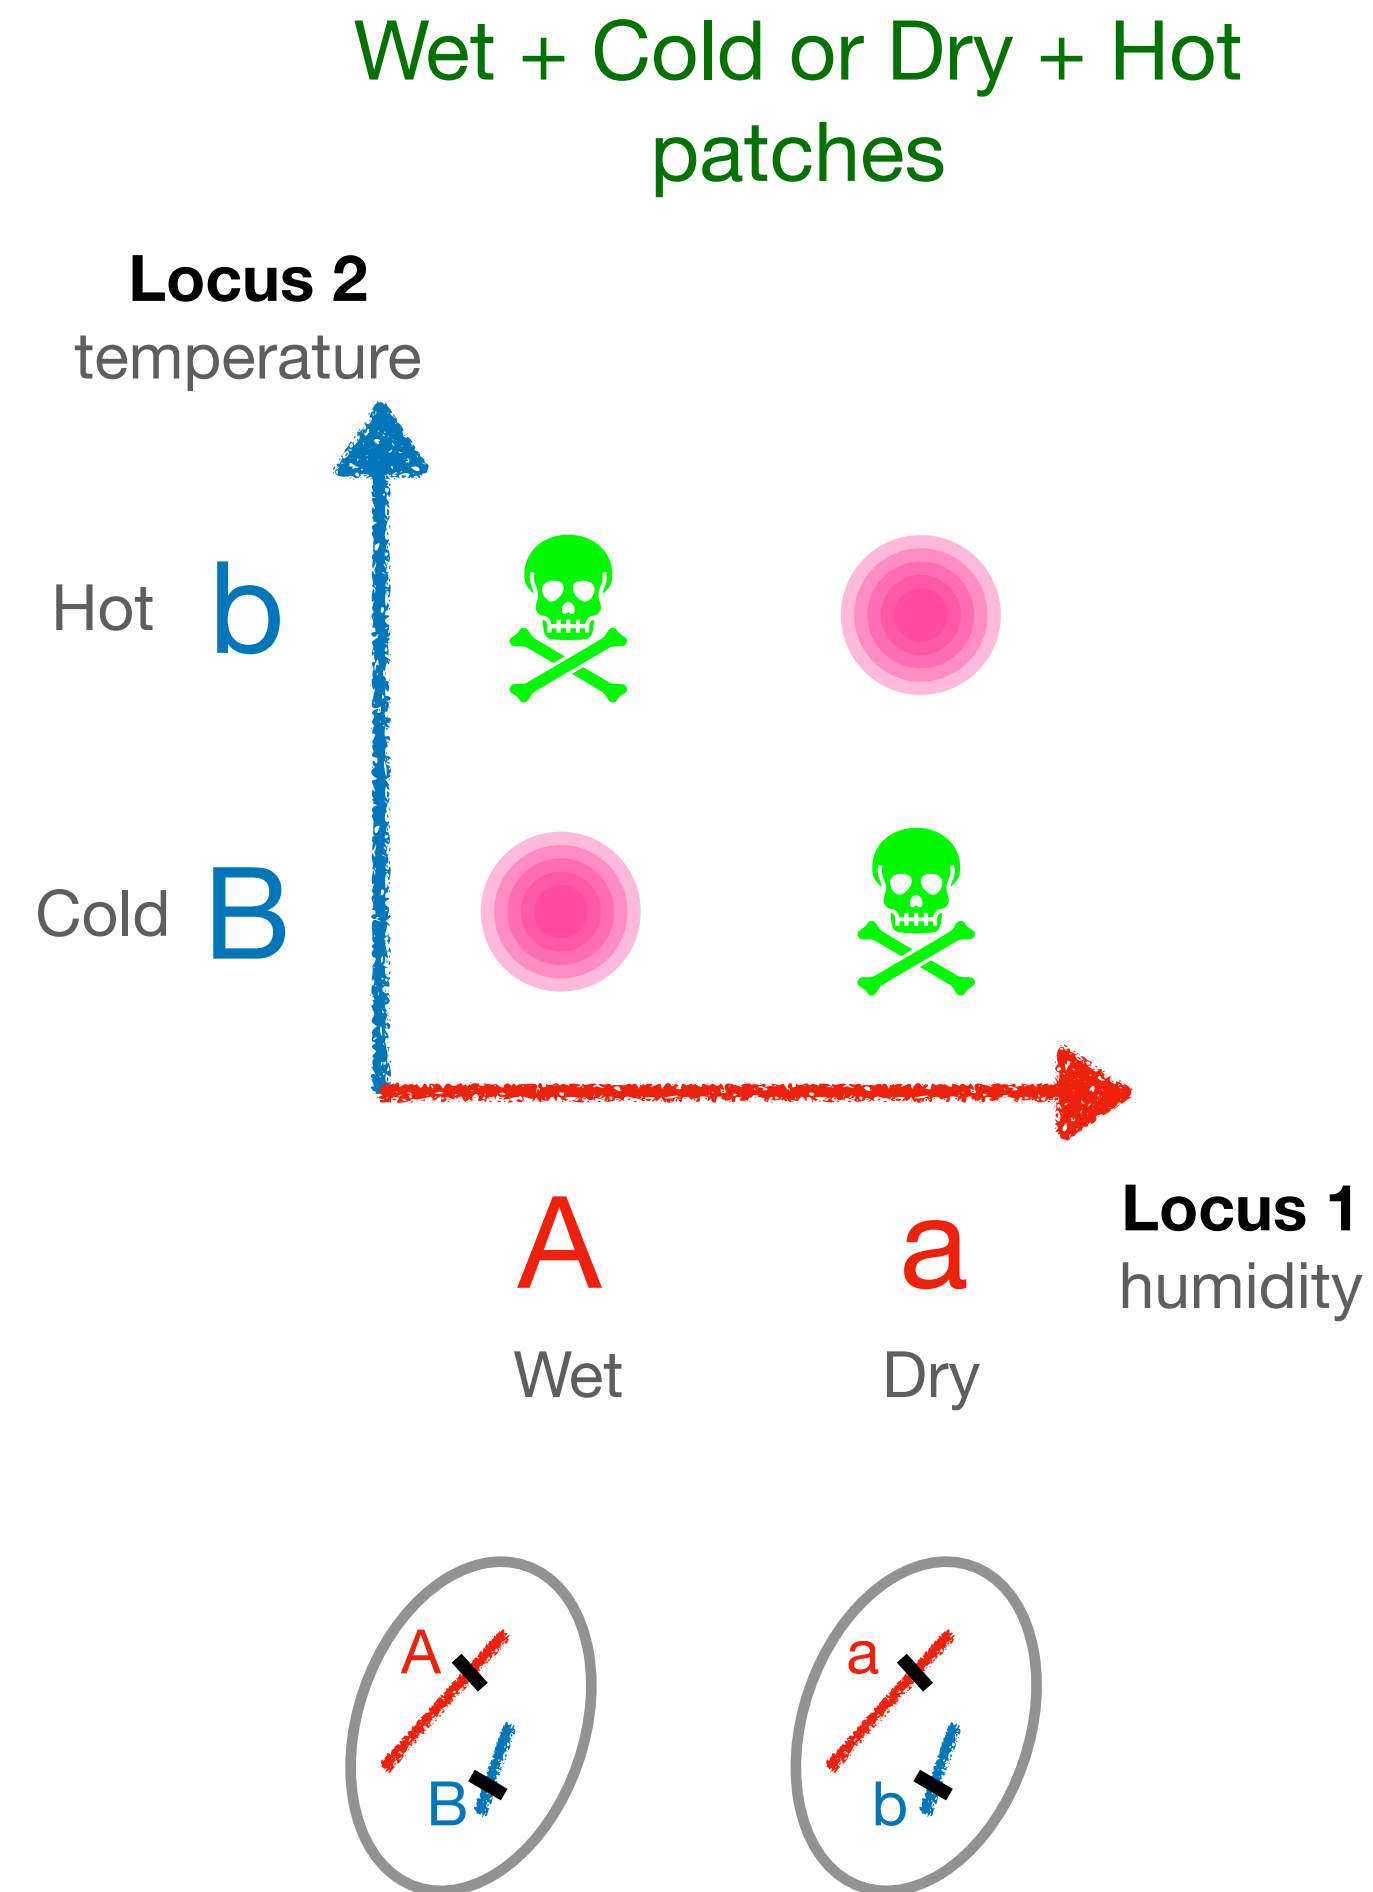 Wet + Cold or Dry + Hot
patches
Locus 2
temperature
Hot b
Cold B
A a
Locus 1
humidity
Wet Dry
A a
B b